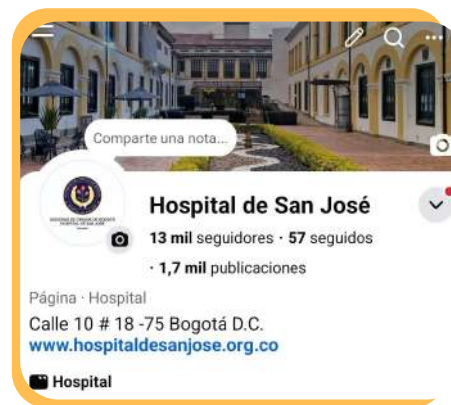 Comparte una nota...
Hospital de San José
13 mil seguidores · 57 seguidos
· 1,7 mil publicaciones
Página · Hospital
Calle 10 # 18 -75 Bogotá D.C.
www.hospitaldesanjose.org.co
Hospital